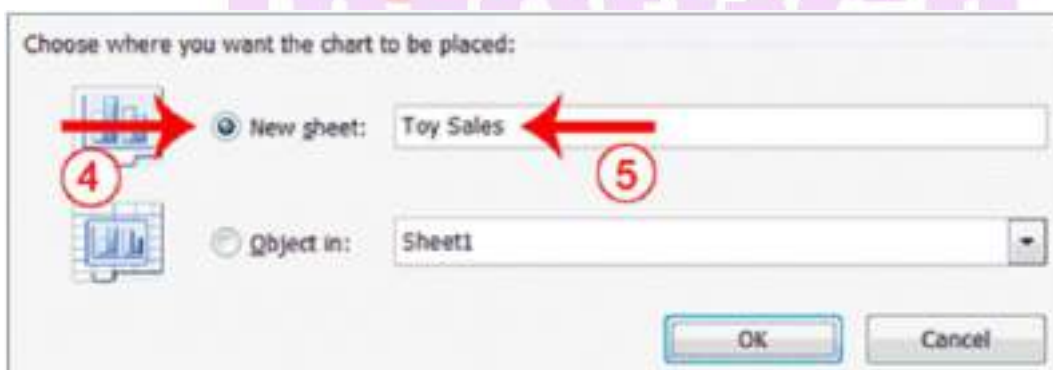 Choose where you want the chart to be placed:
New sheet: Toy Sales
4
5
Object in: Sheet1
OK Cancel